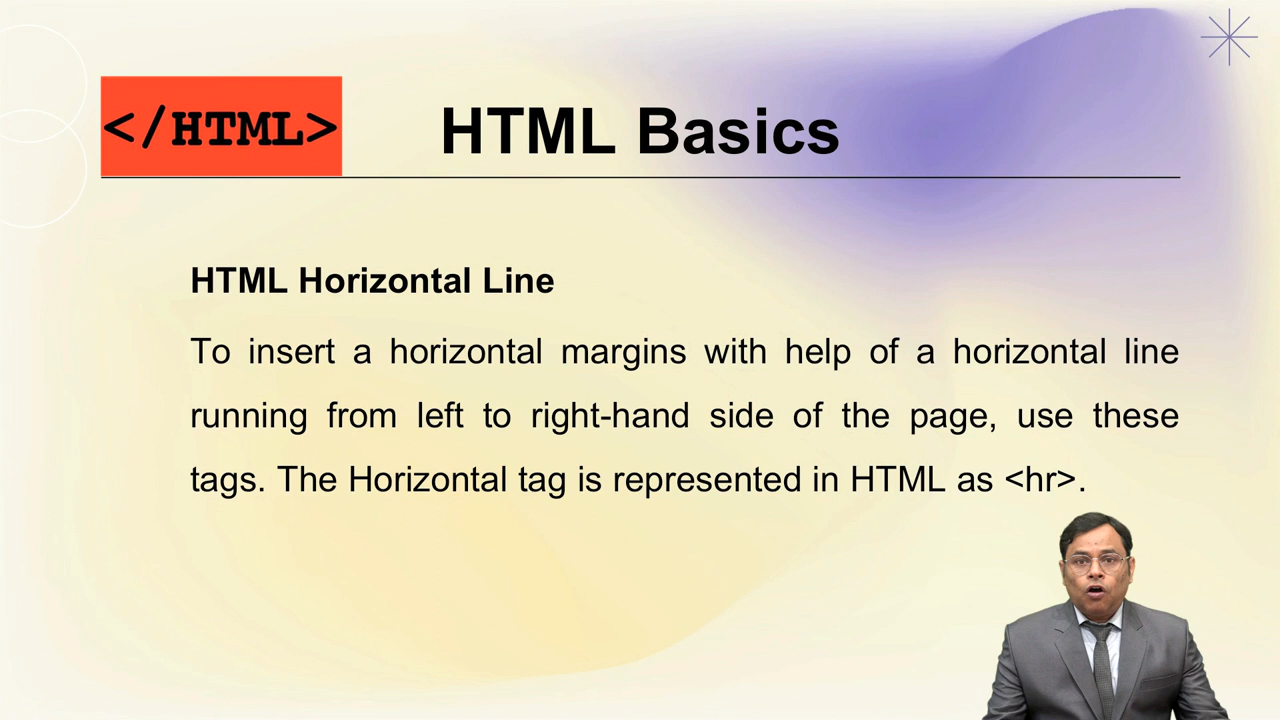 </HTML>
HTML Basics
HTML Horizontal Line
To insert a horizontal margins with help of a horizontal line
running from left to right-hand side of the page, use these
tags. The Horizontal tag is represented in HTML as <hr>.